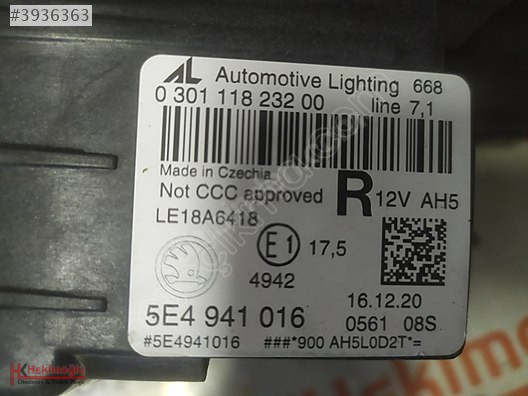 #3936363
AL Automotive Lighting 668
0 301 118 232 00 line 7,1
Made in Czechia
Not CCC approved R 12V AH5
LE18A6418
E1 17,5
4942
16.12.20
5E4 941 016 0561 08S
#5E4941016 ###*900 AH5L0D2T*=
Hekimoğlu